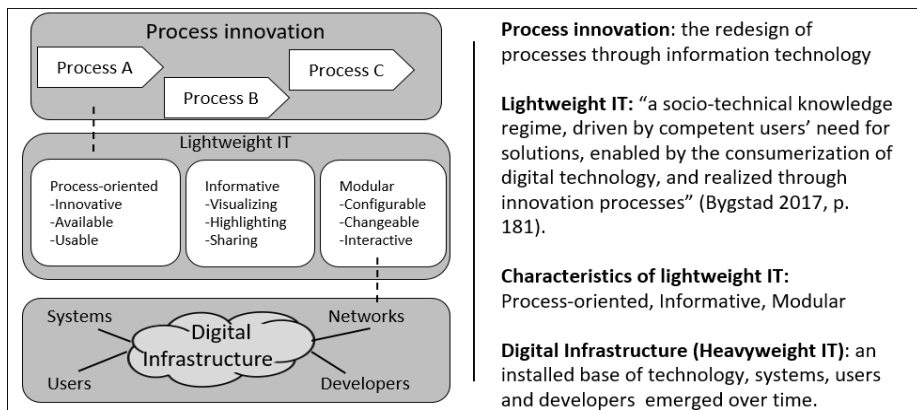 Process innovation
Process A
Process B
Process C
Lightweight IT
Process-oriented
-Innovative
-Available
-Usable
Informative
-Visualizing
-Highlighting
-Sharing
Modular
-Configurable
-Changeable
-Interactive
Systems
Users
Digital
Infrastructure
Networks
Developers
Process innovation: the redesign of
processes through information technology
Lightweight IT: “a socio-technical knowledge
regime, driven by competent users’ need for
solutions, enabled by the consumerization of
digital technology, and realized through
innovation processes” (Bygstad 2017, p.
181).
Characteristics of lightweight IT:
Process-oriented, Informative, Modular
Digital Infrastructure (Heavyweight IT): an
installed base of technology, systems, users
and developers emerged over time.